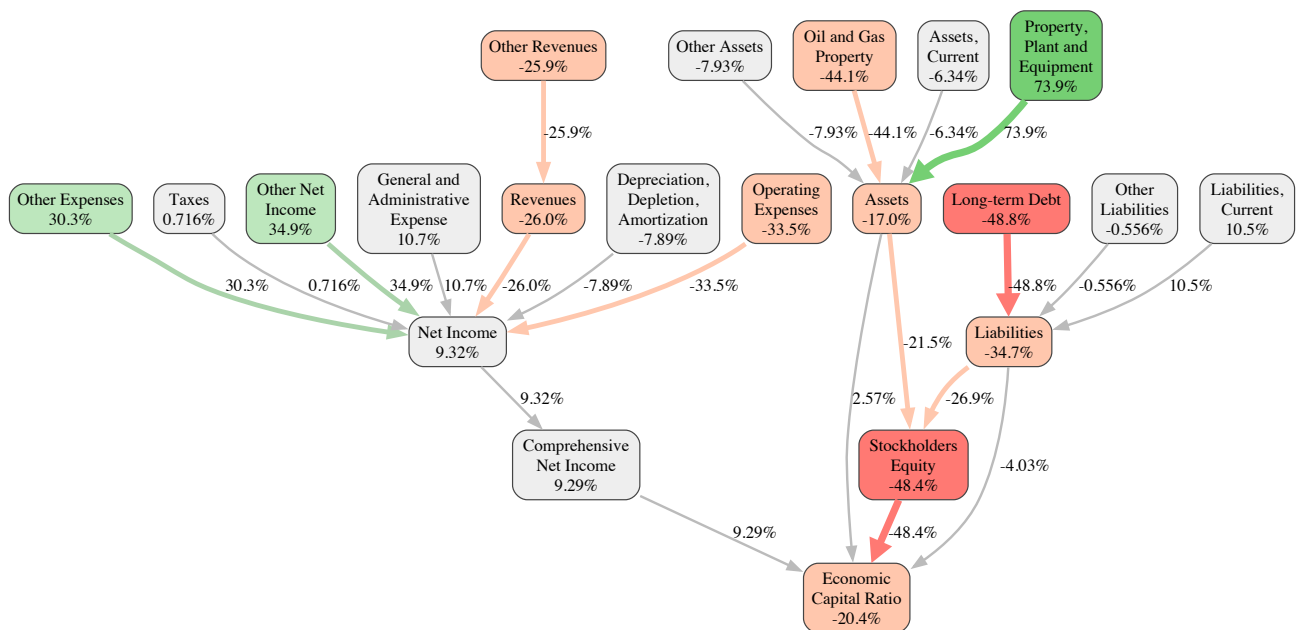 Other Revenues
-25.9%
Other Assets
-7.93%
Oil and Gas
Property
-44.1%
Assets,
Current
-6.34%
Property,
Plant and
Equipment
73.9%
-25.9%
-7.93%
-44.1%
-6.34%
73.9%
Other Expenses
30.3%
Taxes
0.716%
Other Net
Income
34.9%
General and
Administrative
Expense
10.7%
Revenues
-26.0%
Depreciation,
Depletion,
Amortization
-7.89%
Operating
Expenses
-33.5%
Assets
-17.0%
Long-term Debt
-48.8%
Other
Liabilities
-0.556%
Liabilities,
Current
10.5%
30.3%
0.716%
34.9%
10.7%
-26.0%
-7.89%
-33.5%
-48.8%
-0.556%
10.5%
Net Income
9.32%
-21.5%
Liabilities
-34.7%
9.32%
2.57%
-26.9%
Comprehensive
Net Income
9.29%
Stockholders
Equity
-48.4%
-4.03%
9.29%
-48.4%
Economic
Capital Ratio
-20.4%